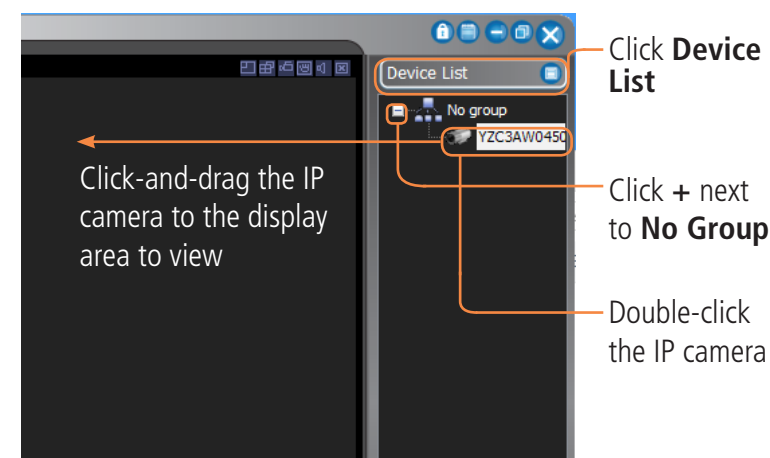 Device List
No group
YZC3AW0450
Click-and-drag the IP
camera to the display
area to view
Click Device
List
Click + next
to No Group
Double-click
the IP camera